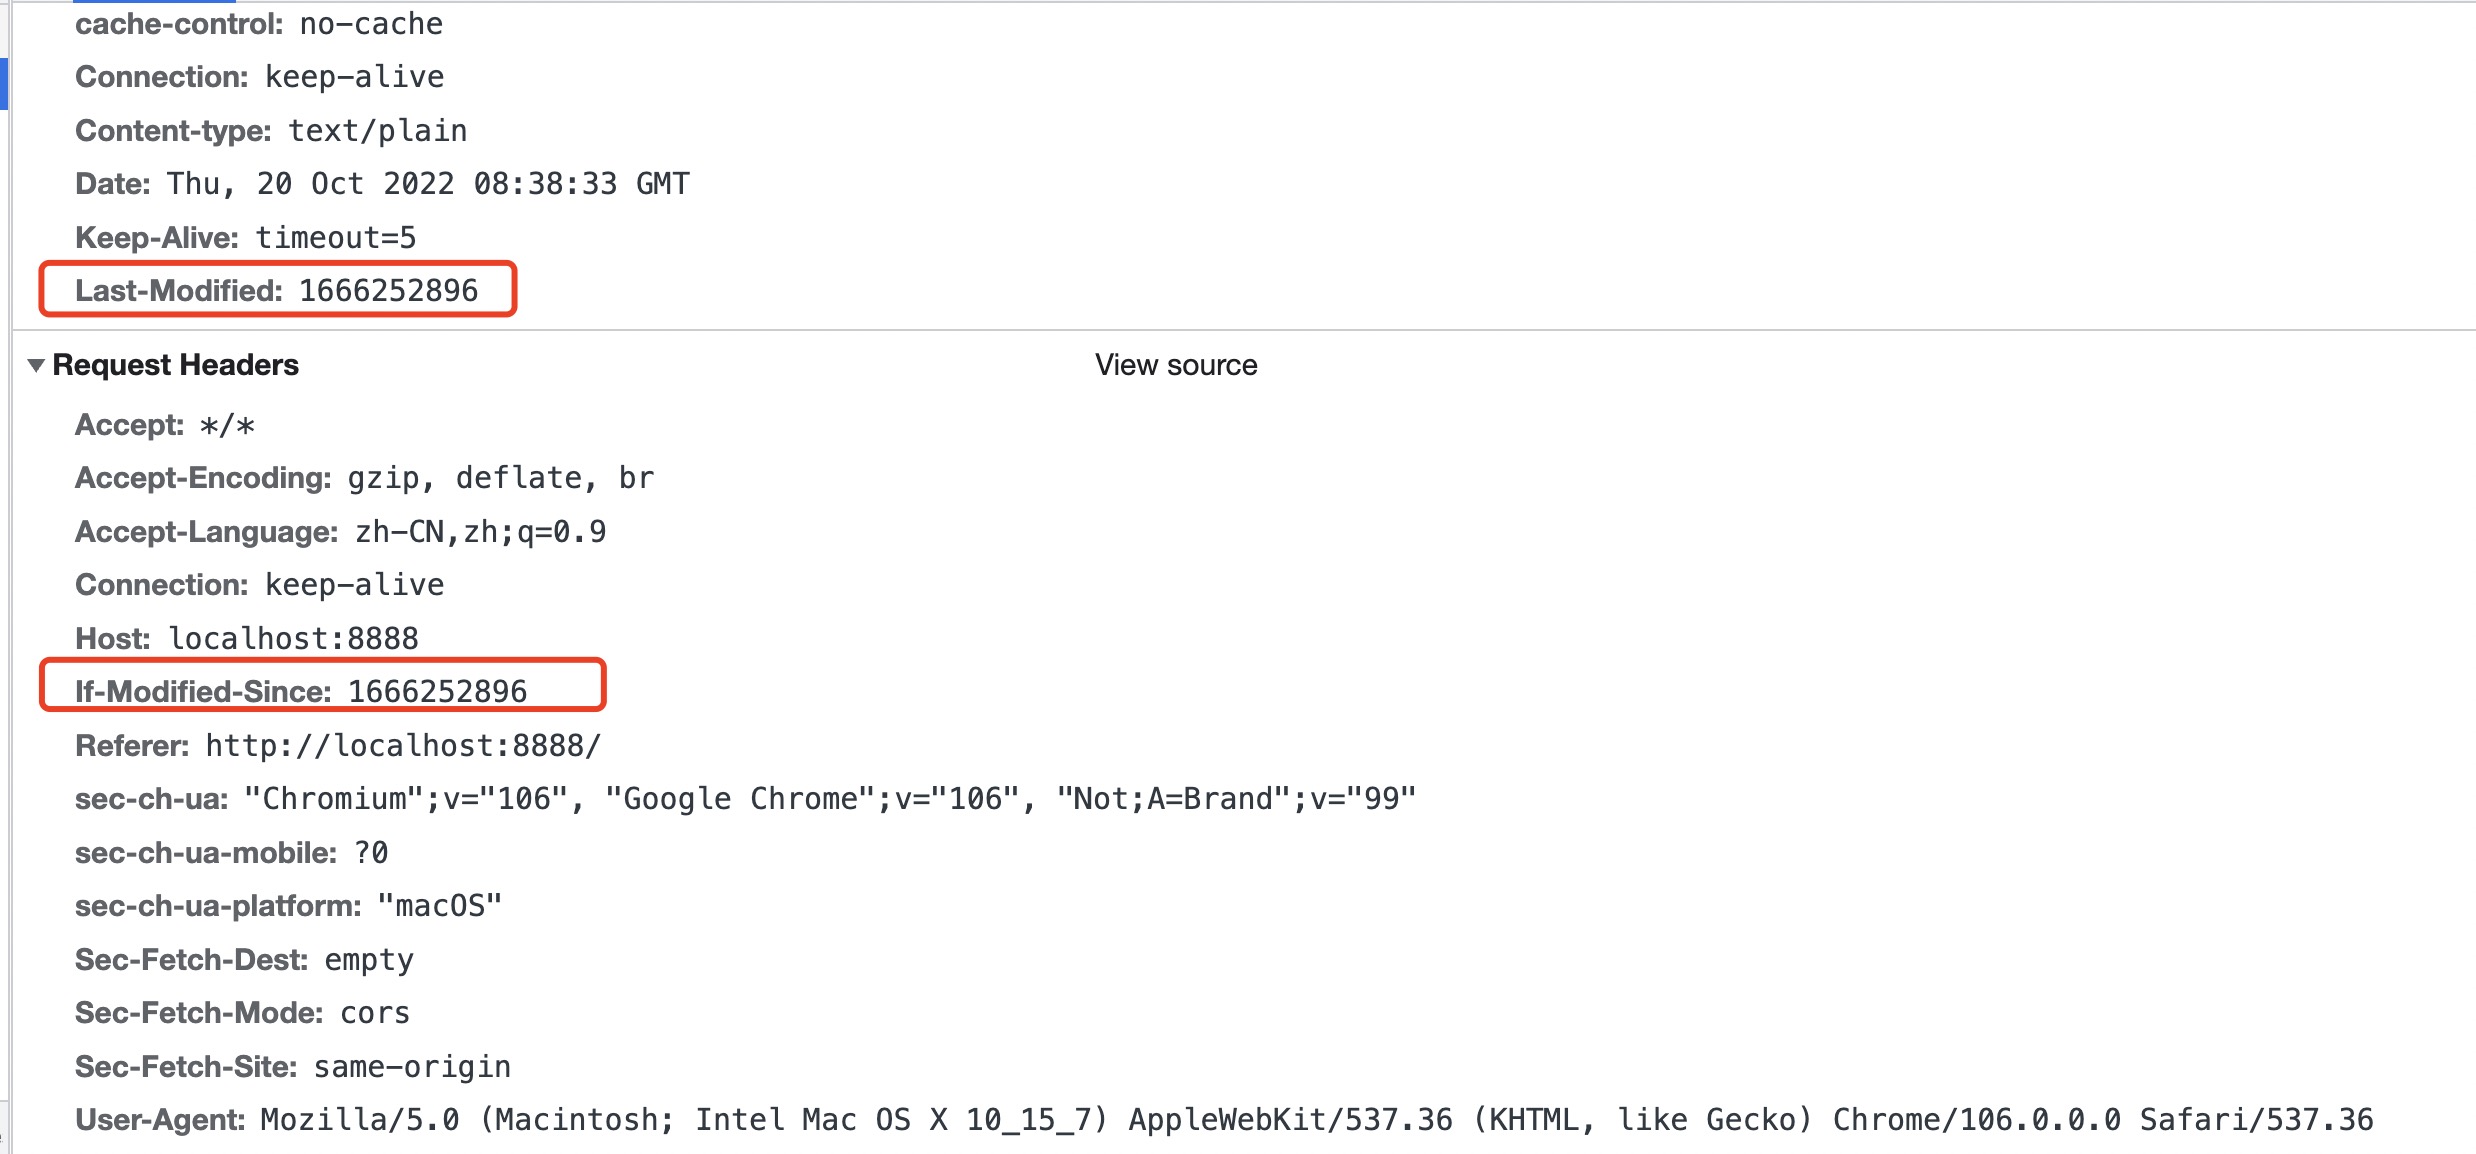 cache-control: no-cache
Connection: keep-alive
Content-type: text/plain
Date: Thu, 20 Oct 2022 08:38:33 GMT
Keep-Alive: timeout=5
Last-Modified: 1666252896
Request Headers
View source
Accept: */*
Accept-Encoding: gzip, deflate, br
Accept-Language: zh-CN,zh;q=0.9
Connection: keep-alive
Host: localhost:8888
If-Modified-Since: 1666252896
Referer: http://localhost:8888/
sec-ch-ua: "Chromium";v="106", "Google Chrome";v="106", "Not;A=Brand";v="99"
sec-ch-ua-mobile: ?0
sec-ch-ua-platform: "macOS"
Sec-Fetch-Dest: empty
Sec-Fetch-Mode: cors
Sec-Fetch-Site: same-origin
User-Agent: Mozilla/5.0 (Macintosh; Intel Mac OS X 10_15_7) AppleWebKit/537.36 (KHTML, like Gecko) Chrome/106.0.0.0 Safari/537.36